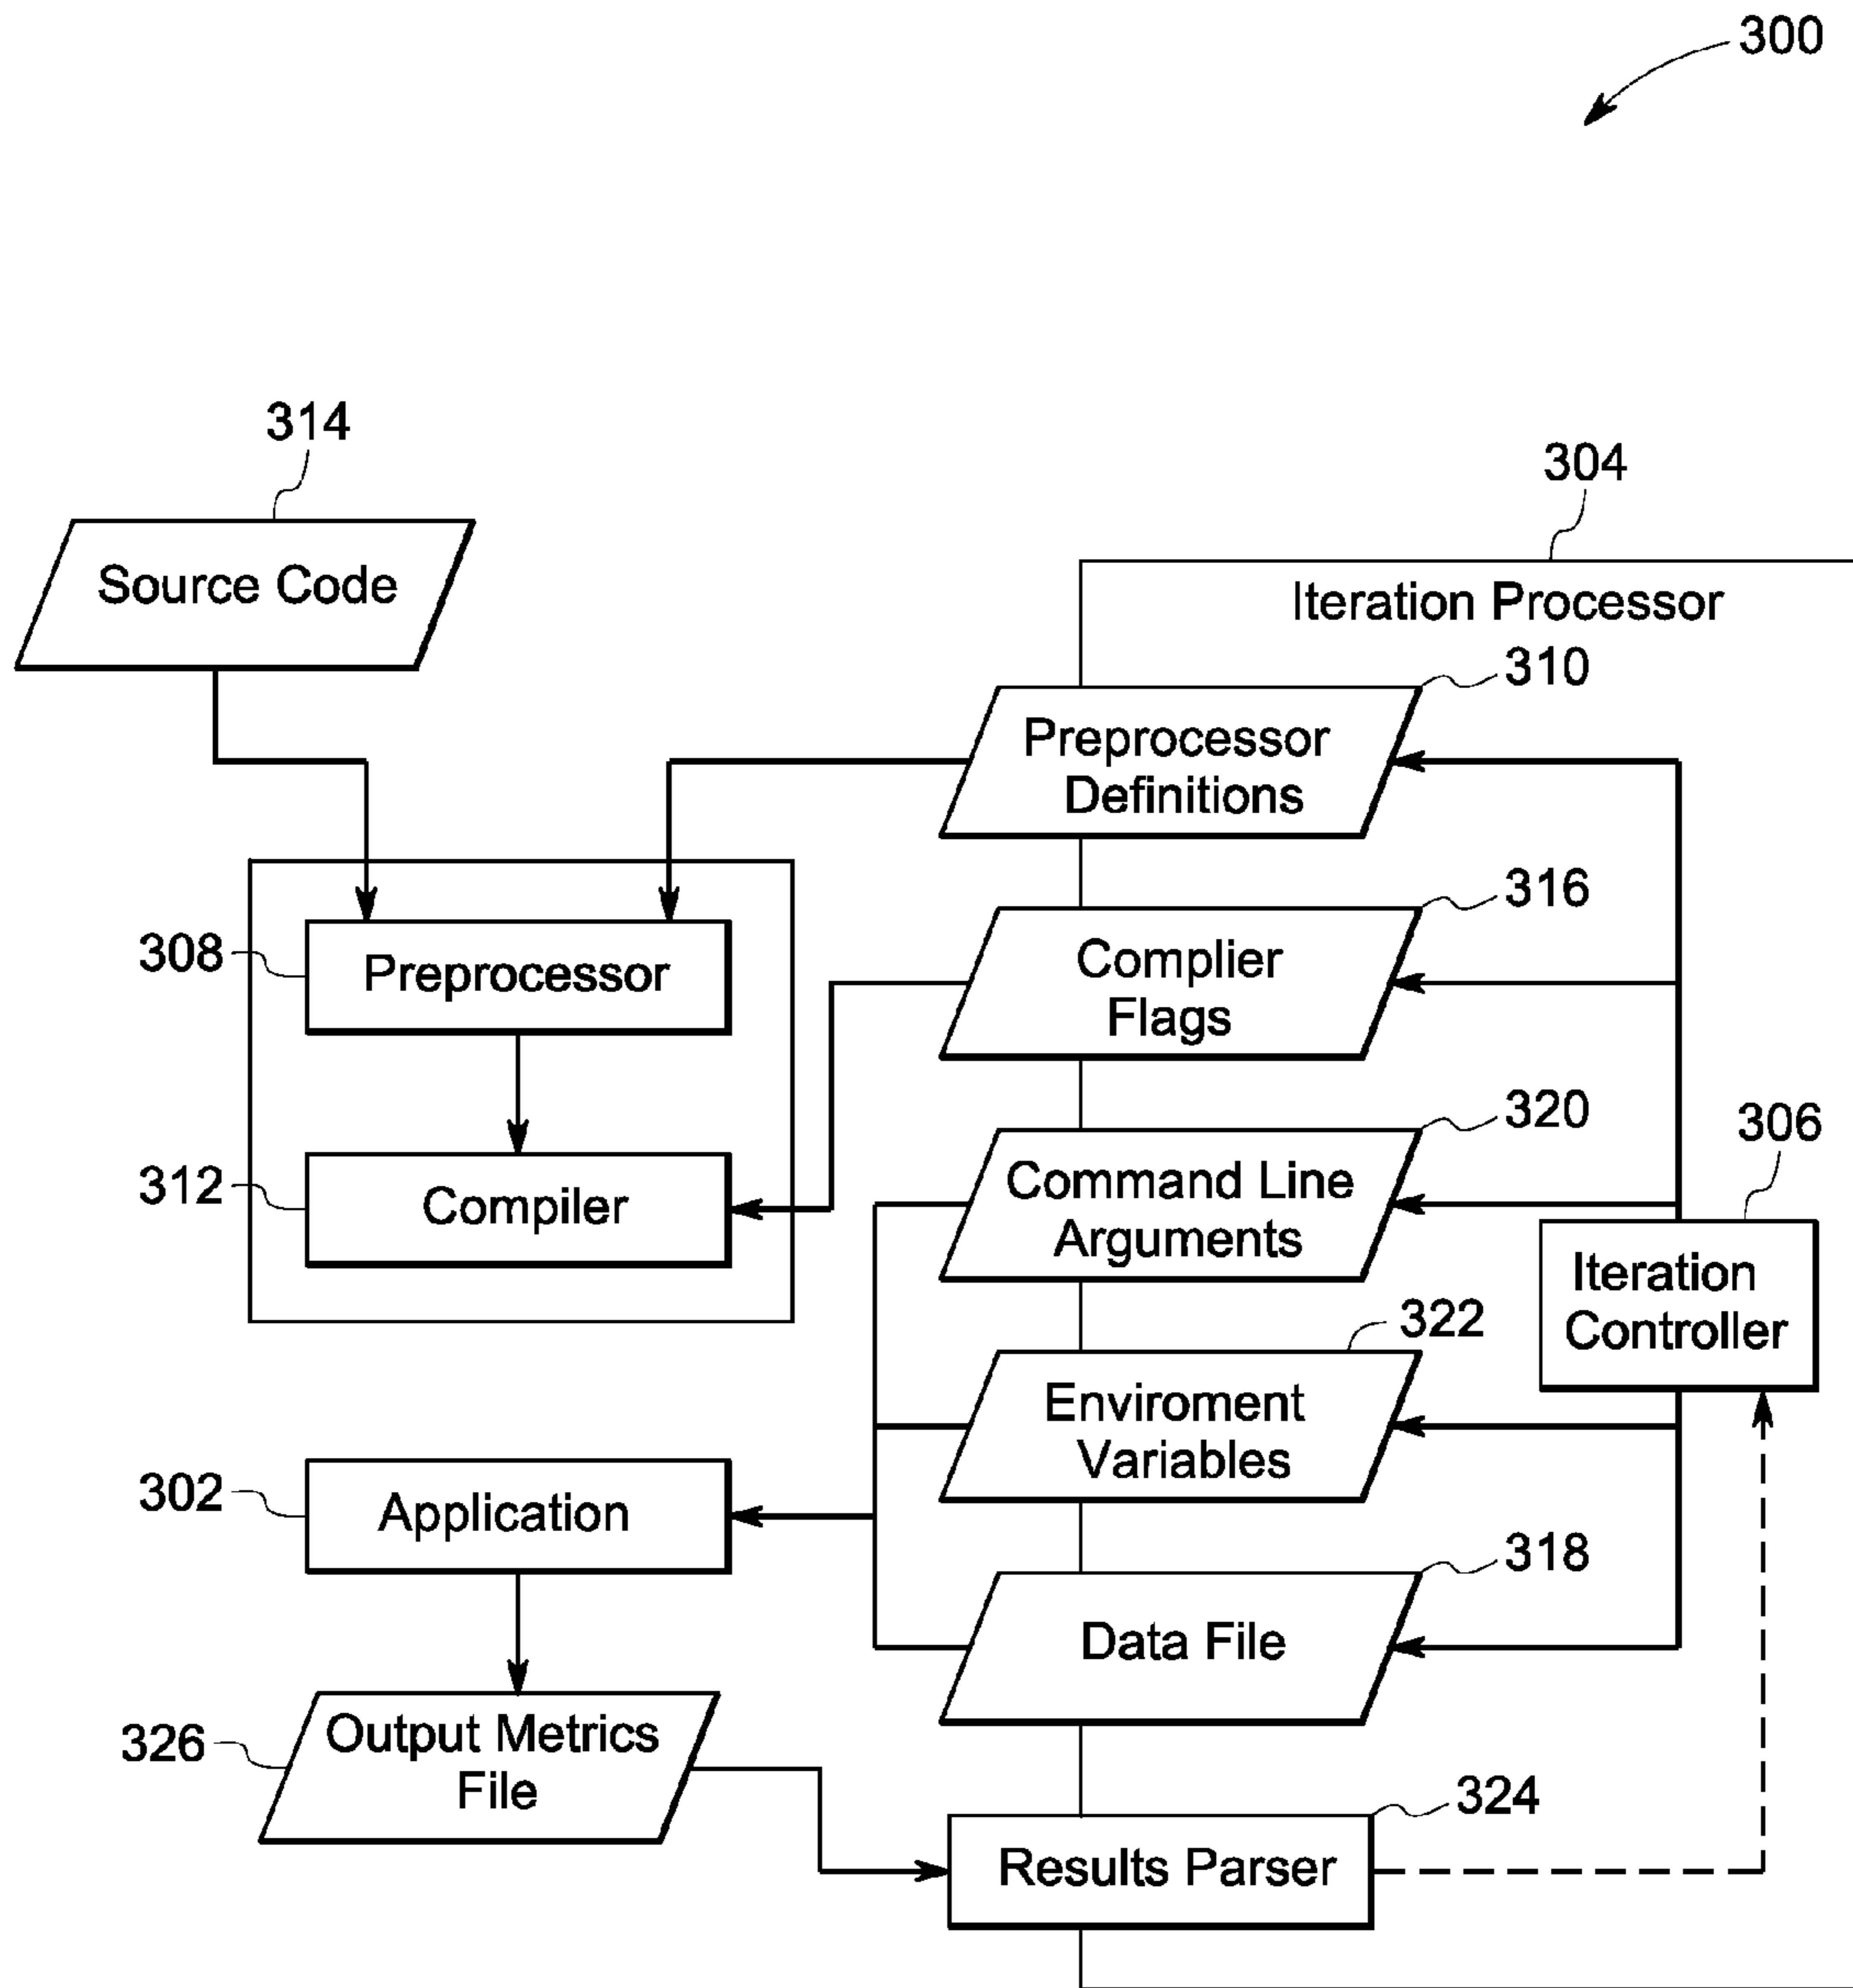 300
314
304
Source Code
Iteration Processor
310
Preprocessor
Definitions
316
308
Preprocessor
Complier
Flags
320
306
312
Compiler
Command Line
Arguments
Iteration
Controller
322
Enviroment
Variables
302
Application
318
Data File
326
Output Metrics
File
324
Results Parser